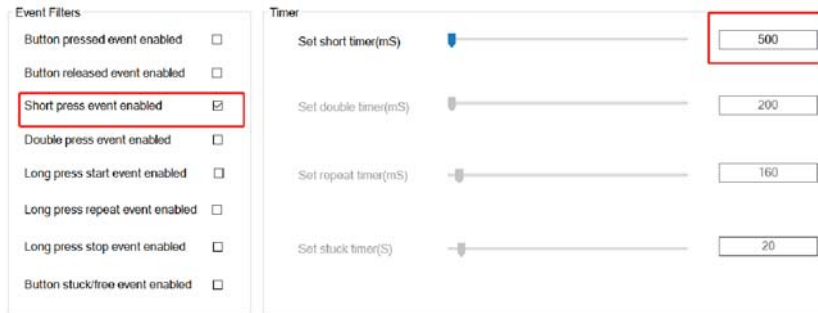 Event Filters
Button pressed event enabled
Button released event enabled
Short press event enabled
Double press event enabled
Long press start event enabled
Long press repeat event enabled
Long press stop event enabled
Button stuck/free event enabled
Timer
Set short timer(mS) 500
Set double timer(mS) 200
Set repeat timer(mS) 160
Set stuck timer(S) 20